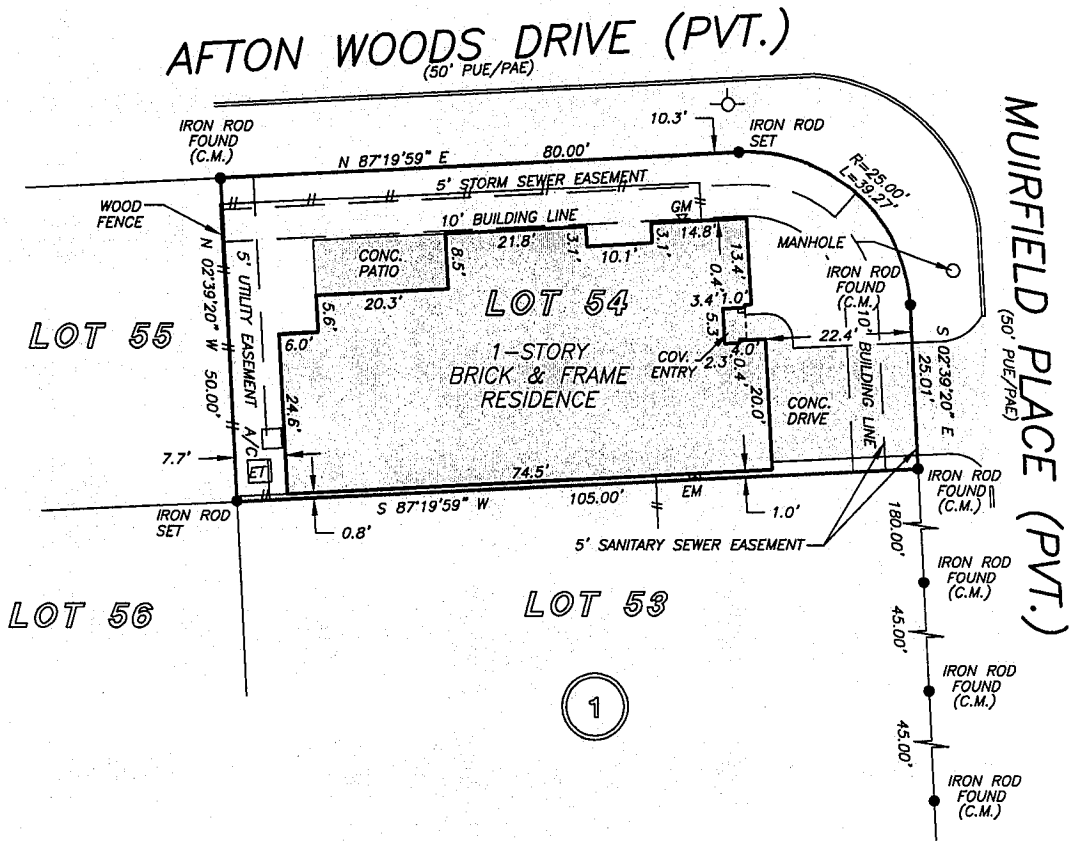 AFTON WOODS DRIVE (PVT.)
(50' PUE/PAE)
MUIRFIELD PLACE (PVT.)
(50' PUE/PAE)
IRON ROD
FOUND
(C.M.)
N 87°19'59" E
80.00'
10.3'
IRON ROD
SET
R=25.00'
L=39.27'
5' STORM SEWER EASEMENT
WOOD
FENCE
10' BUILDING LINE
GM
21.8'
3.1'
10.1'
3.1'
14.8'
13.4'
MANHOLE
CONC.
PATIO
8.5'
20.3'
5.6'
6.0'
N 02°39'20" W 50.00'
5' UTILITY EASEMENT
LOT 55
LOT 54
1-STORY
BRICK & FRAME
RESIDENCE
0.4'
3.4'
1.0'
5.3'
COV.
ENTRY
2.3'
4.0'
0.4'
22.4'
20.0'
IRON ROD
FOUND
(C.M.)
10' BUILDING LINE
S 02°39'20" E
25.01'
CONC.
DRIVE
24.6'
A/C
ET
7.7'
74.5'
S 87°19'59" W
105.00'
EM
0.8'
1.0'
IRON ROD
SET
IRON ROD
FOUND
(C.M.)
5' SANITARY SEWER EASEMENT
180.00'
IRON ROD
FOUND
(C.M.)
LOT 56
LOT 53
45.00'
IRON ROD
FOUND
(C.M.)
1
45.00'
IRON ROD
FOUND
(C.M.)